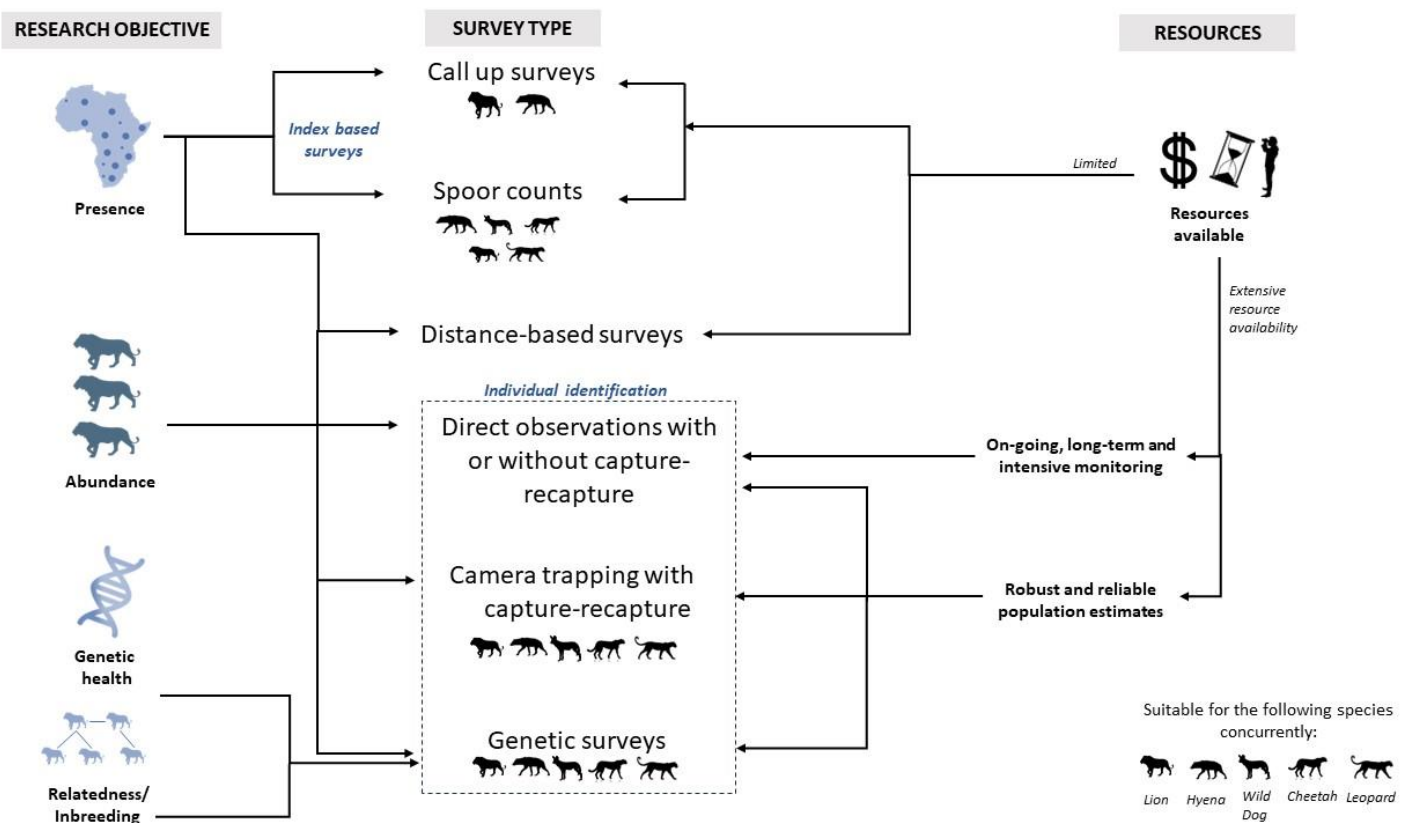 RESEARCH OBJECTIVE
SURVEY TYPE
RESOURCES
Call up surveys
Index based
surveys
Spoor counts
Presence
Limited
Resources
available
Extensive
resource
availability
Distance-based surveys
Individual identification
Direct observations with
or without capture-
recapture
Abundance
On-going, long-term and
intensive monitoring
Camera trapping with
capture-recapture
Robust and reliable
population estimates
Genetic
health
Genetic surveys
Relatedness/
Inbreeding
Suitable for the following species
concurrently:
Lion
Hyena
Wild
Dog
Cheetah
Leopard